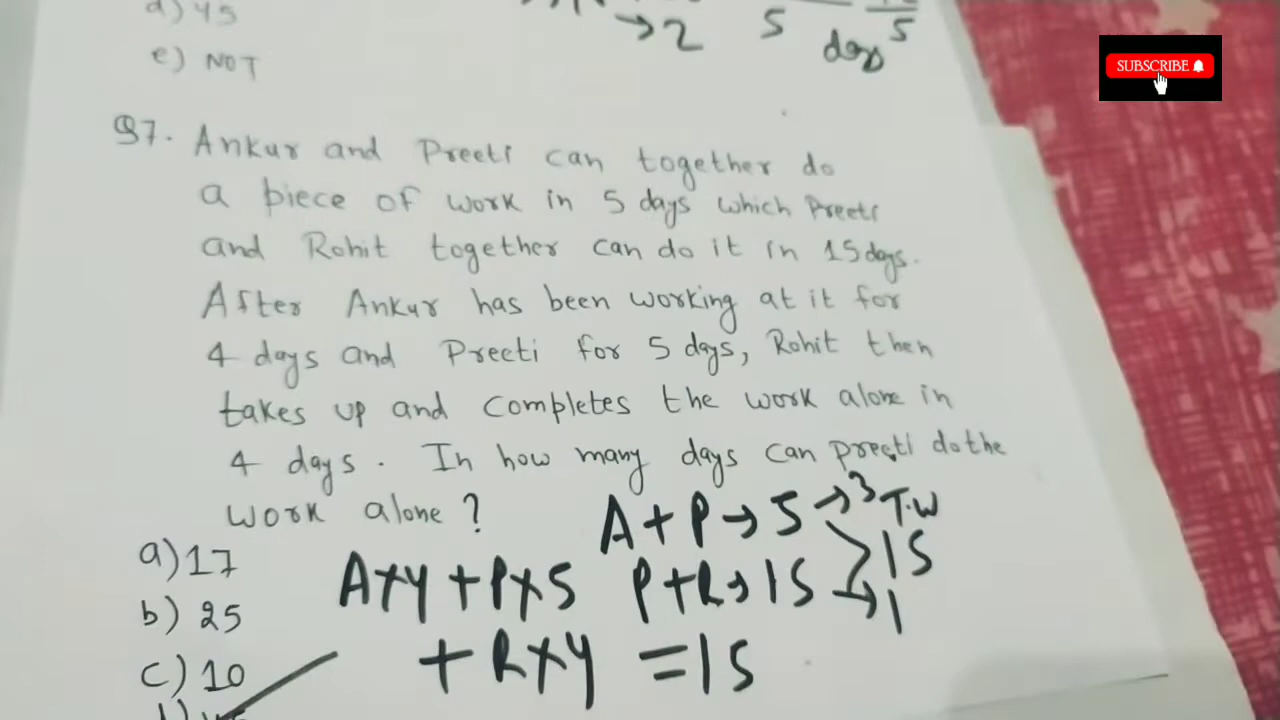 d) 45
→2 5 5
days
e) NOT
SUBSCRIBE
Q7. Ankur and Preeti can together do
a piece of work in 5 days which Preeti
and Rohit together can do it in 15 days.
After Ankur has been working at it for
4 days and Preeti for 5 days, Rohit then
takes up and completes the work alone in
4 days. In how many days can preeti do the
work alone?
A+P→5 →3 T.W
a) 17
A×4+P×5 P+R→15 →1 15
b) 25
+R×4 =15
c) 10